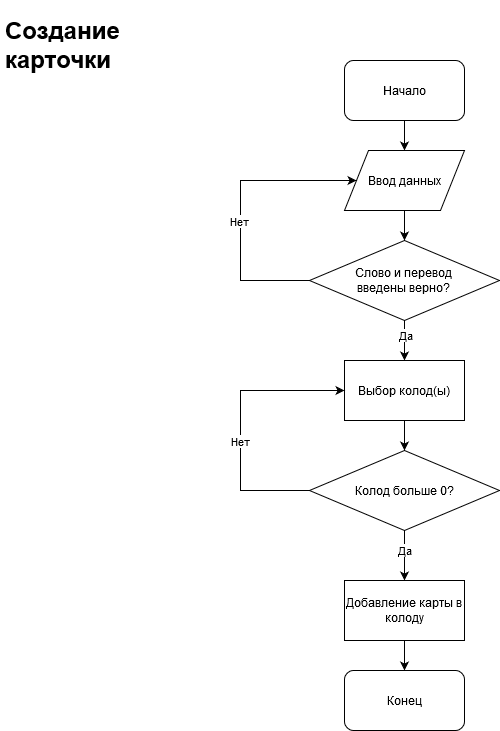 Создание
карточки
Начало
Ввод данных
Нет
Слово и перевод
введены верно?
Да
Выбор колод(ы)
Нет
Колод больше 0?
Да
Добавление карты в
колоду
Конец